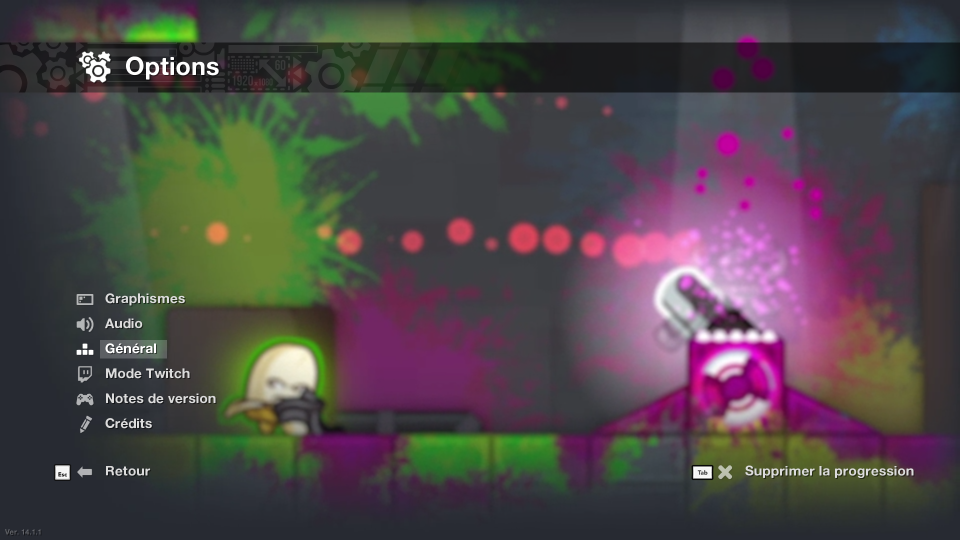 Options
Graphismes
Audio
Général
Mode Twitch
Notes de version
Crédits
Esc Retour
Tab Supprimer la progression
Ver. 14.1.1